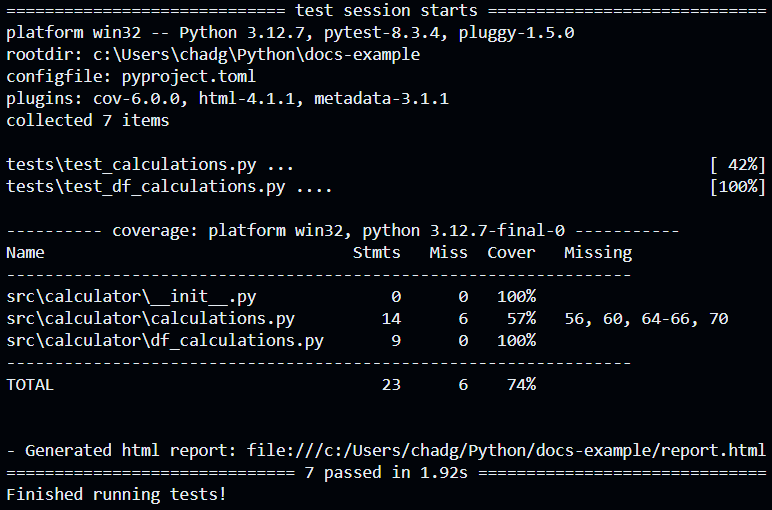 ============================= test session starts =============================
platform win32 -- Python 3.12.7, pytest-8.3.4, pluggy-1.5.0
rootdir: c:\Users\chadg\Python\docs-example
configfile: pyproject.toml
plugins: cov-6.0.0, html-4.1.1, metadata-3.1.1
collected 7 items

tests\test_calculations.py ...                                           [ 42%]
tests\test_df_calculations.py ....                                       [100%]

---------- coverage: platform win32, python 3.12.7-final-0 -----------
Name                                Stmts   Miss  Cover   Missing
-----------------------------------------------------------------
src\calculator\__init__.py              0      0   100%
src\calculator\calculations.py         14      6    57%   56, 60, 64-66, 70
src\calculator\df_calculations.py       9      0   100%
-----------------------------------------------------------------
TOTAL                                  23      6    74%

- Generated html report: file:///c:/Users/chadg/Python/docs-example/report.html
============================== 7 passed in 1.92s ==============================
Finished running tests!